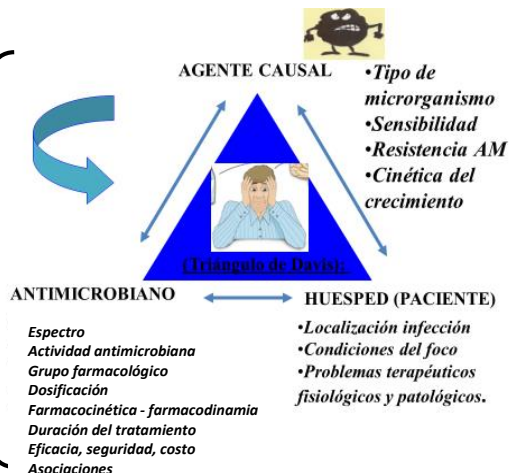 AGENTE CAUSAL
•Tipo de
microrganismo
•Sensibilidad
•Resistencia AM
•Cinética del
crecimiento
(Triángulo de Davis):
ANTIMICROBIANO
Espectro
Actividad antimicrobiana
Grupo farmacológico
Dosificación
Farmacocinética - farmacodinamia
Duración del tratamiento
Eficacia, seguridad, costo
Asociaciones
HUESPED (PACIENTE)
•Localización infección
•Condiciones del foco
•Problemas terapéuticos
fisiológicos y patológicos.